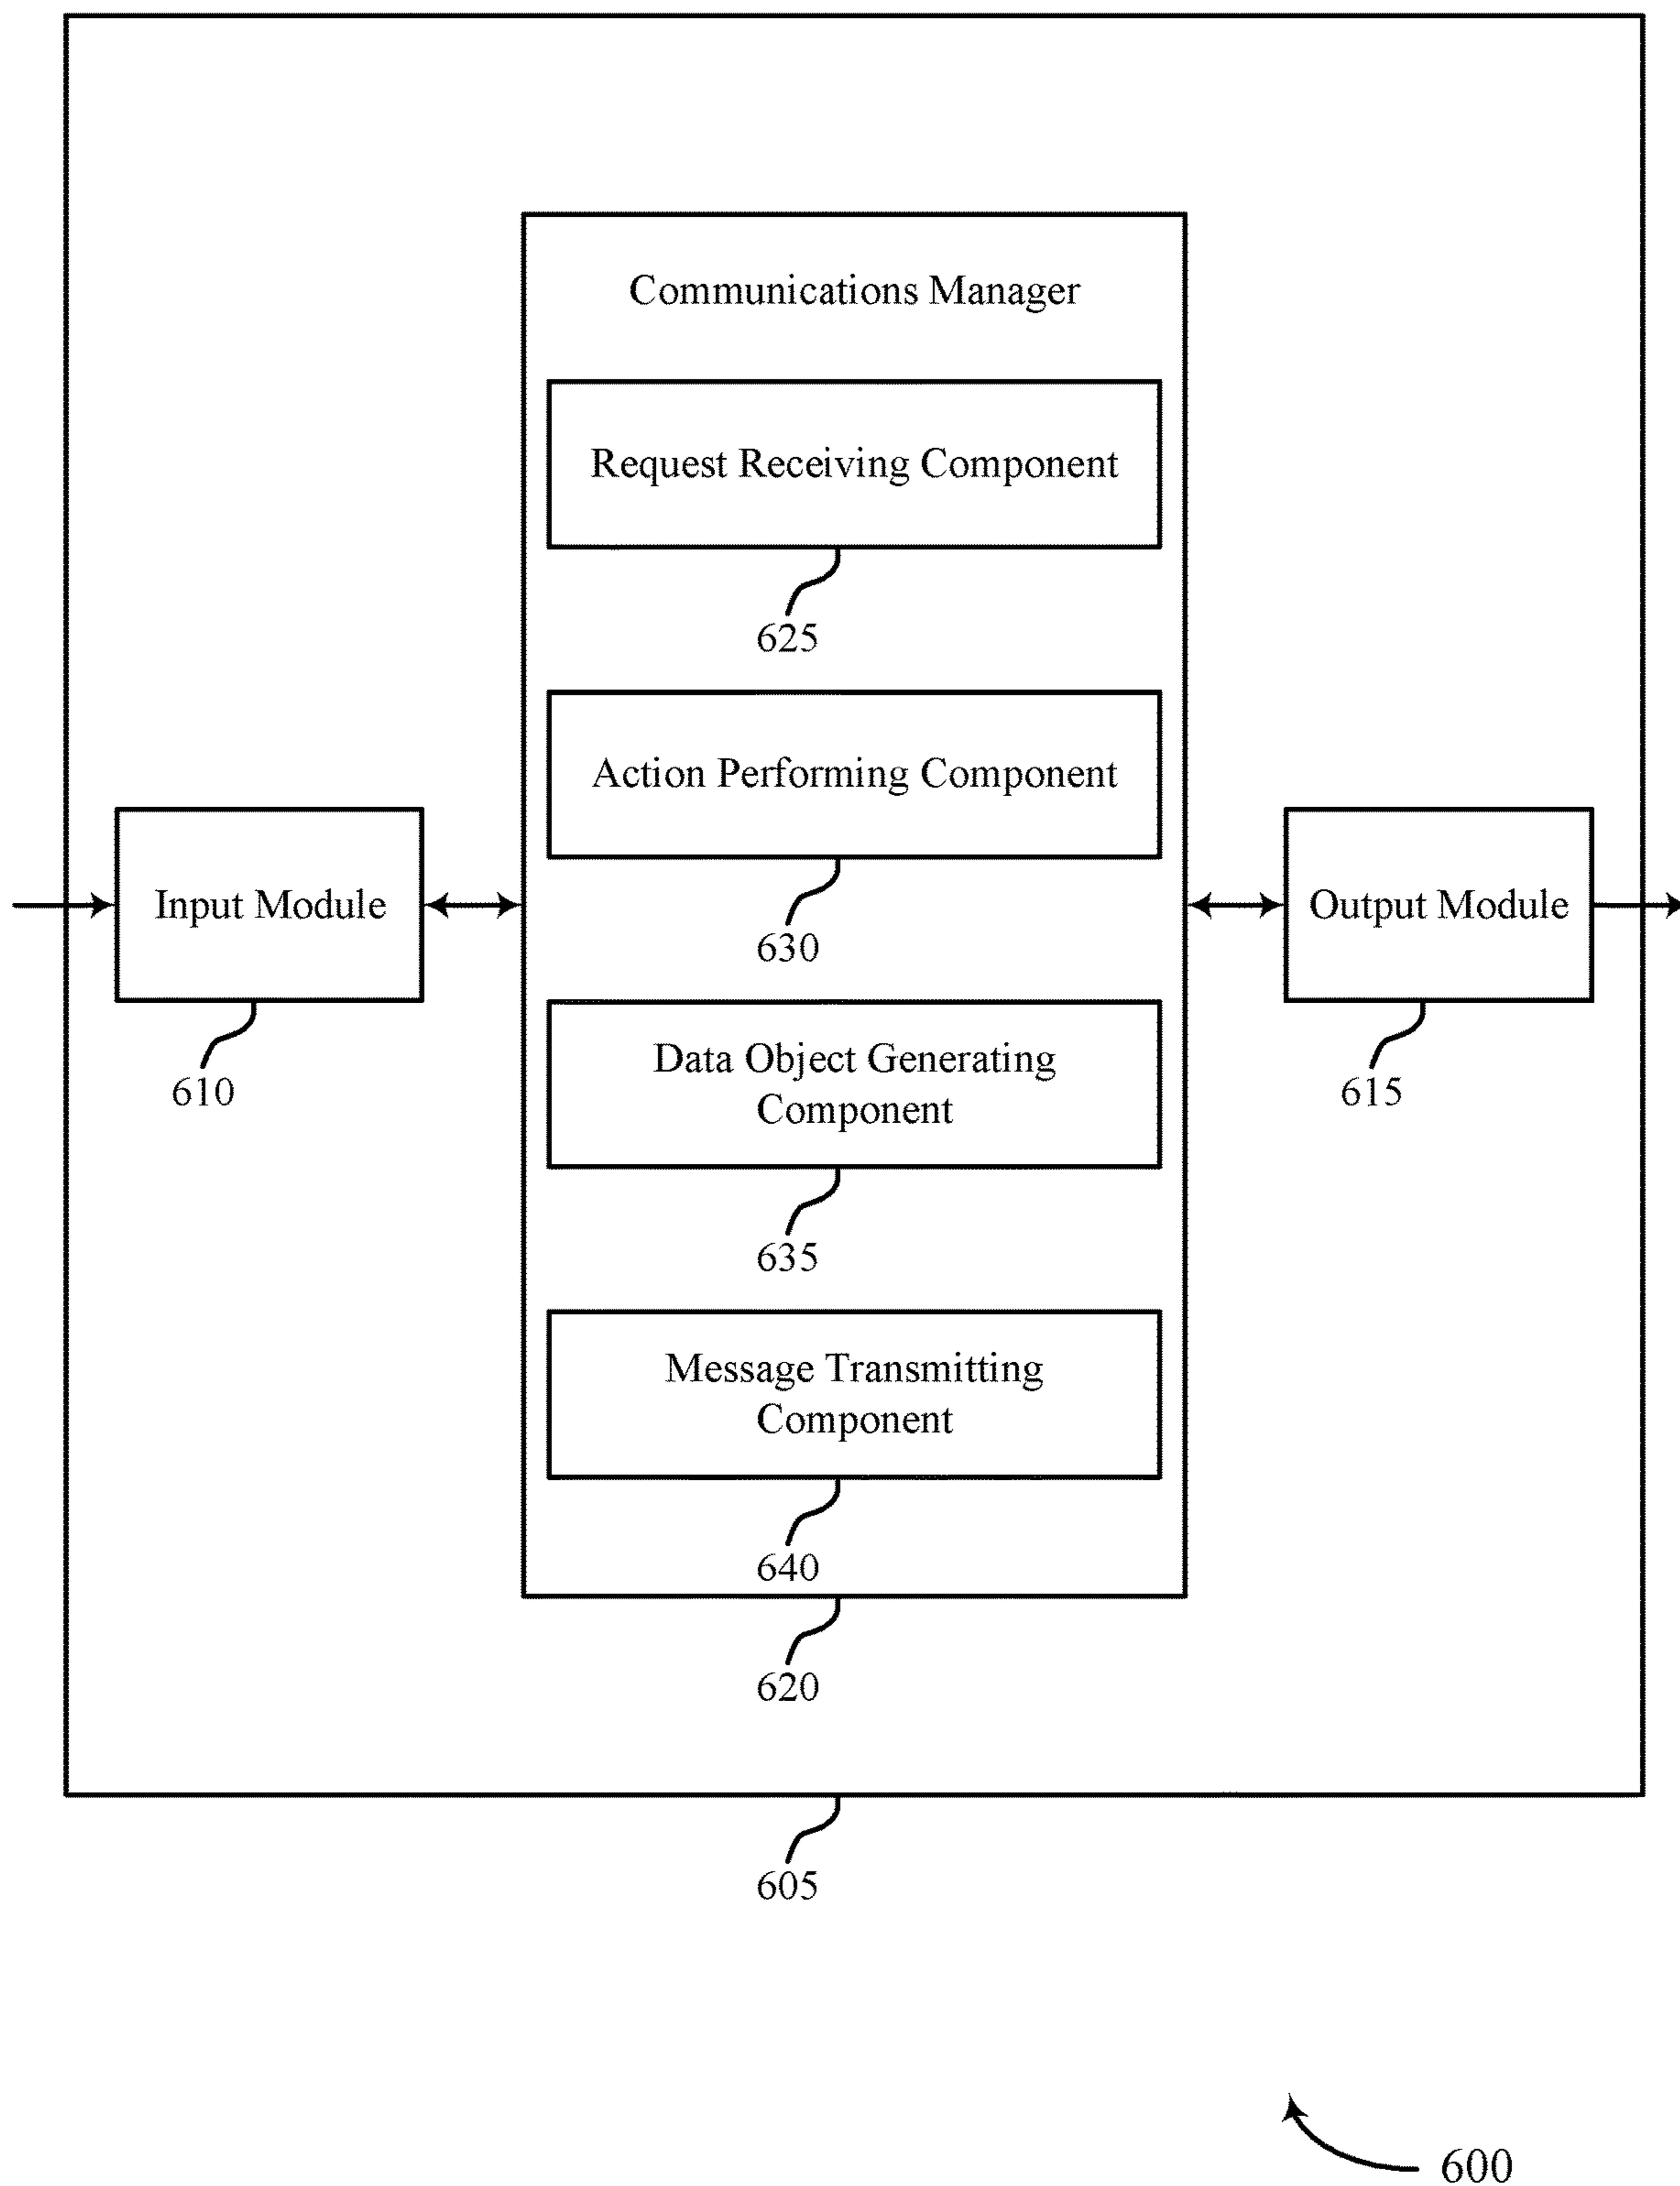 Communications Manager
Request Receiving Component
625
Action Performing Component
630
Input Module
610
Output Module
615
Data Object Generating
Component
635
Message Transmitting
Component
640
620
605
600